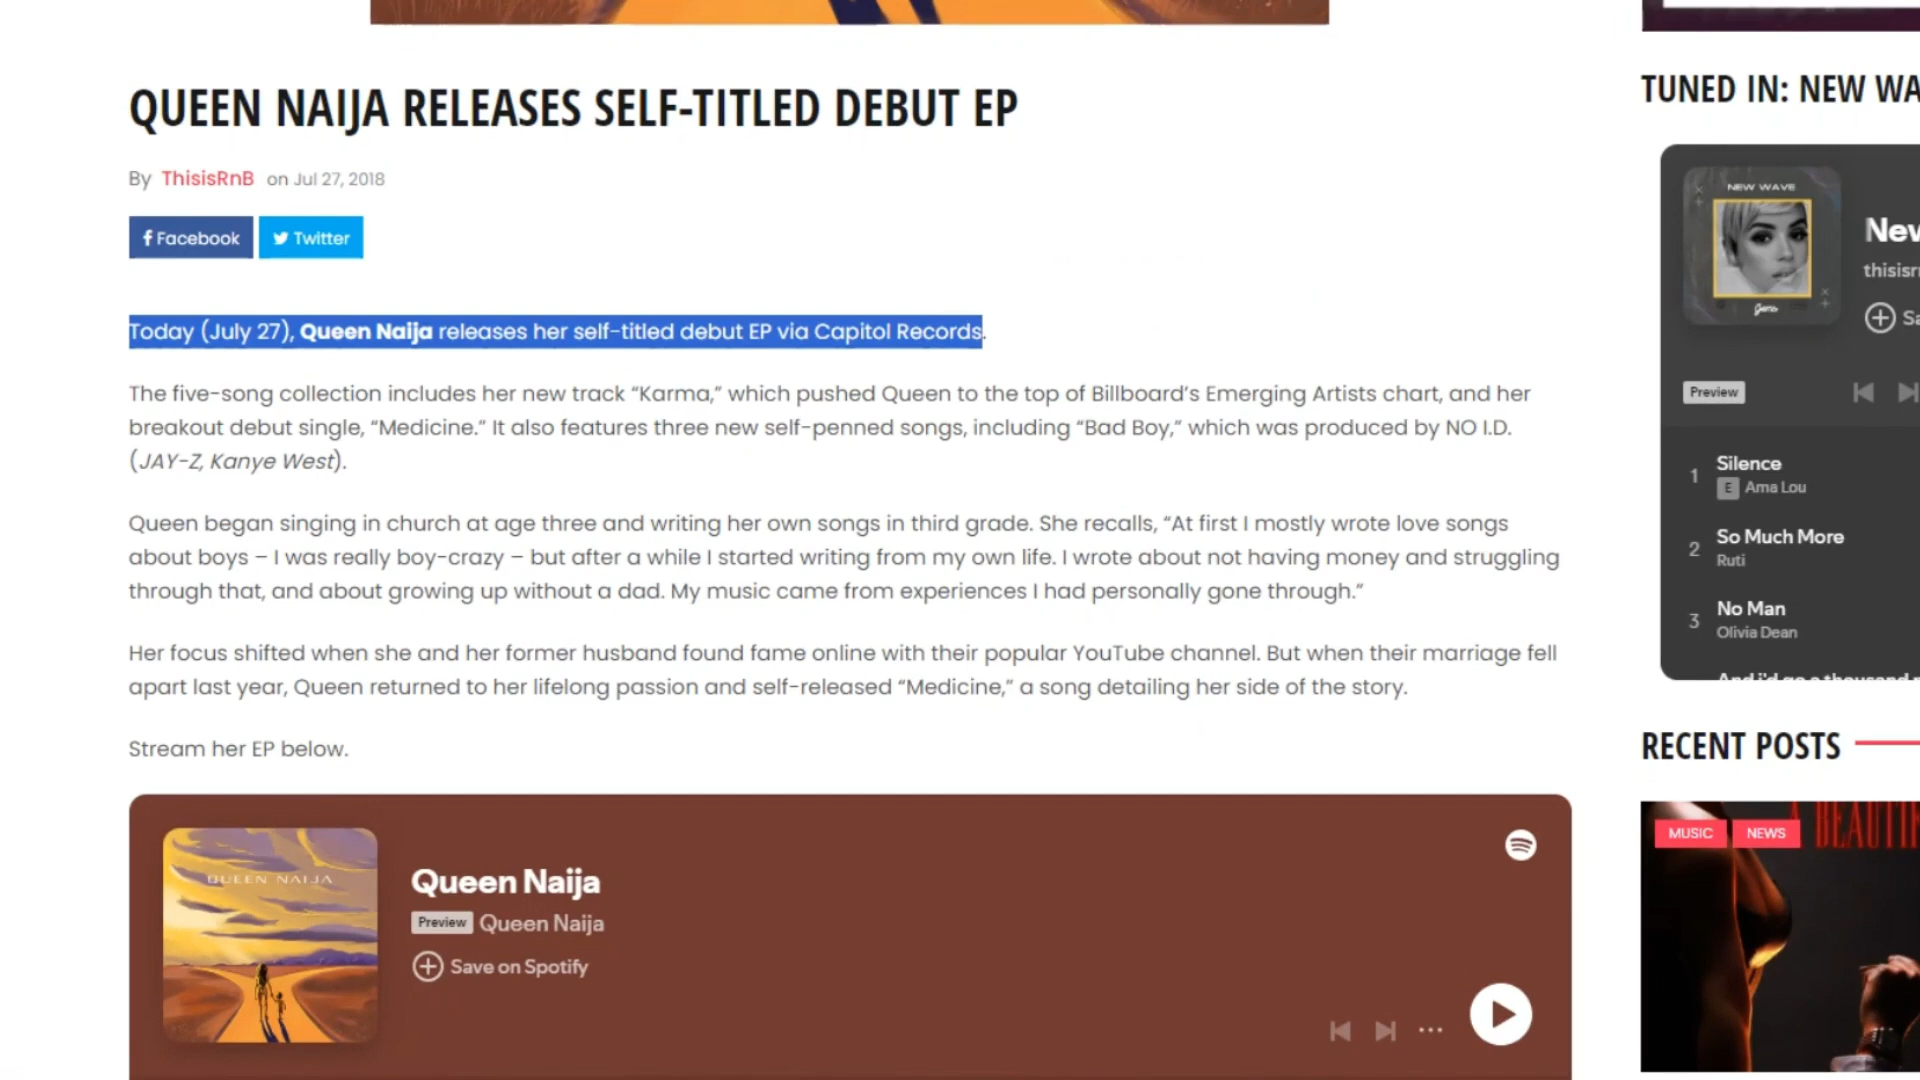 QUEEN NAIJA RELEASES SELF-TITLED DEBUT EP
By ThisisRnB on Jul 27, 2018
Facebook Twitter
Today (July 27), Queen Naija releases her self-titled debut EP via Capitol Records.
The five-song collection includes her new track “Karma,” which pushed Queen to the top of Billboard’s Emerging Artists chart, and her
breakout debut single, “Medicine.” It also features three new self-penned songs, including “Bad Boy,” which was produced by NO I.D.
(JAY-Z, Kanye West).
Queen began singing in church at age three and writing her own songs in third grade. She recalls, “At first I mostly wrote love songs
about boys – I was really boy-crazy – but after a while I started writing from my own life. I wrote about not having money and struggling
through that, and about growing up without a dad. My music came from experiences I had personally gone through.”
Her focus shifted when she and her former husband found fame online with their popular YouTube channel. But when their marriage fell
apart last year, Queen returned to her lifelong passion and self-released “Medicine,” a song detailing her side of the story.
Stream her EP below.
QUEEN NAIJA
Queen Naija
Preview Queen Naija
Save on Spotify
TUNED IN: NEW WA
NEW WAVE
New
thisisr
Sa
Preview
1 Silence
E Ama Lou
2 So Much More
Ruti
3 No Man
Olivia Dean
And i'd go a thousand
RECENT POSTS
MUSIC NEWS